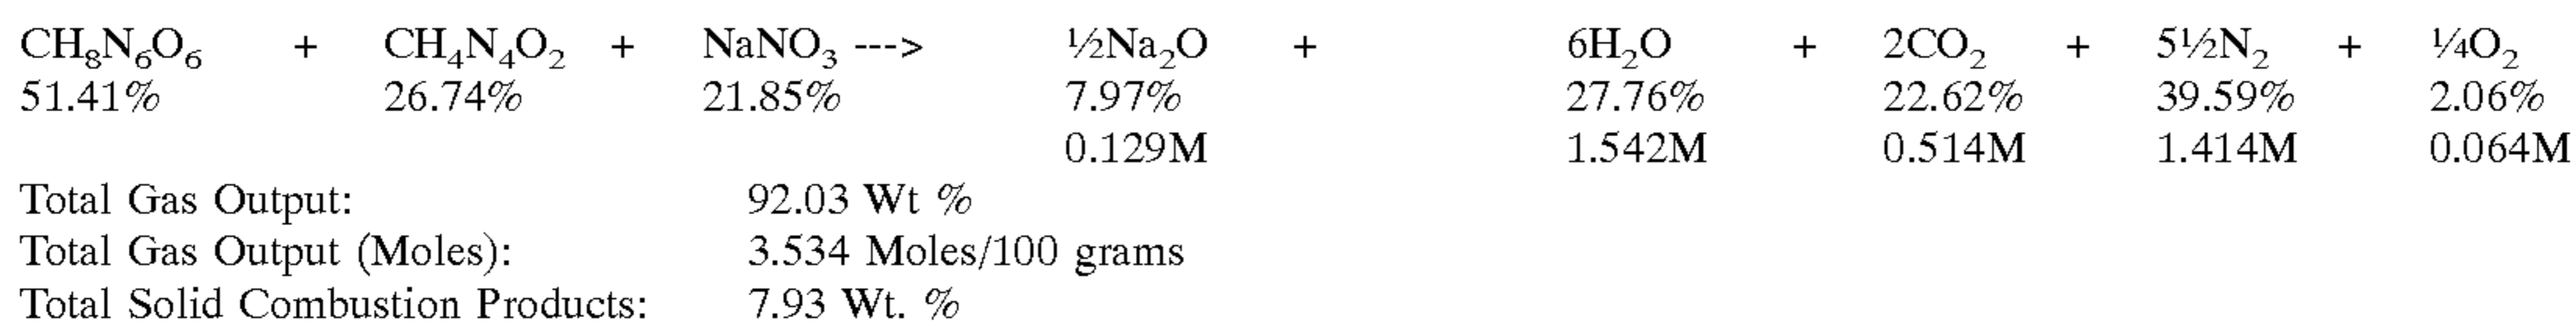 CH₈N₆O₆ + CH₄N₄O₂ + NaNO₃ ---> ½Na₂O + 6H₂O + 2CO₂ + 5½N₂ + ¼O₂
51.41% 26.74% 21.85% 7.97% 27.76% 22.62% 39.59% 2.06%
0.129M 1.542M 0.514M 1.414M 0.064M
Total Gas Output: 92.03 Wt %
Total Gas Output (Moles): 3.534 Moles/100 grams
Total Solid Combustion Products: 7.93 Wt. %